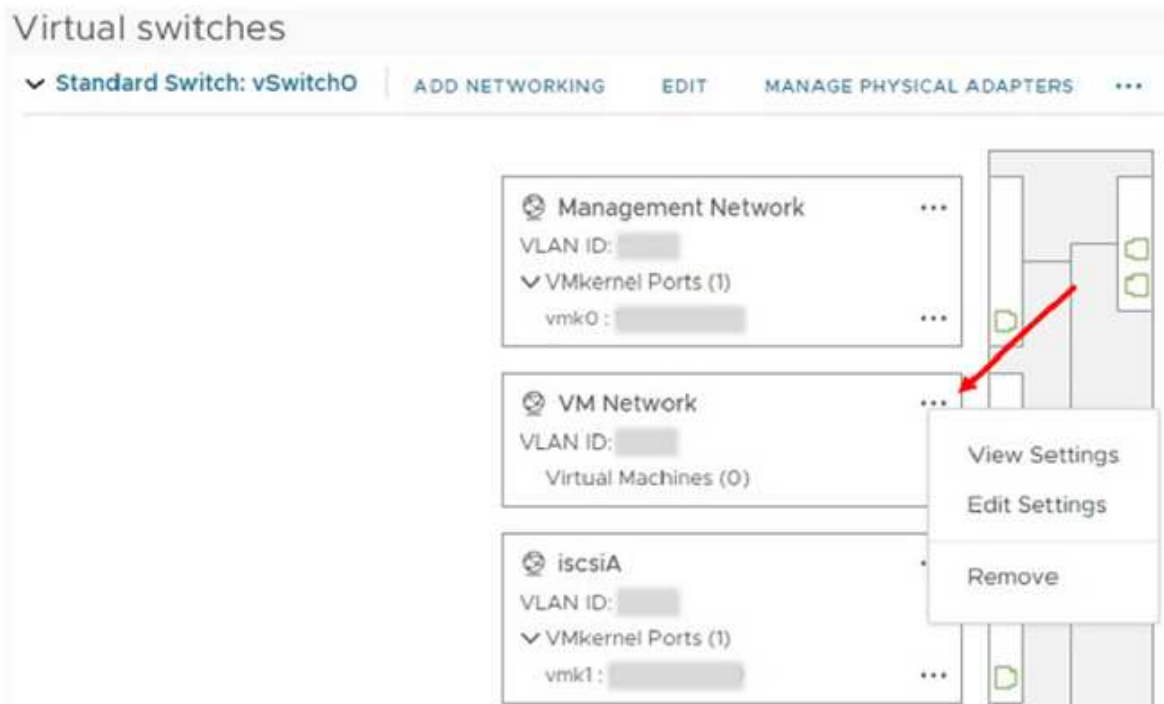 Virtual switches
Standard Switch: vSwitch0 ADD NETWORKING EDIT MANAGE PHYSICAL ADAPTERS ...
Management Network ...
VLAN ID:
VMkernel Ports (1)
vmk0 : ...
VM Network ...
VLAN ID:
Virtual Machines (0)
View Settings
Edit Settings
Remove
iscsiA
VLAN ID:
VMkernel Ports (1)
vmk1 : ...